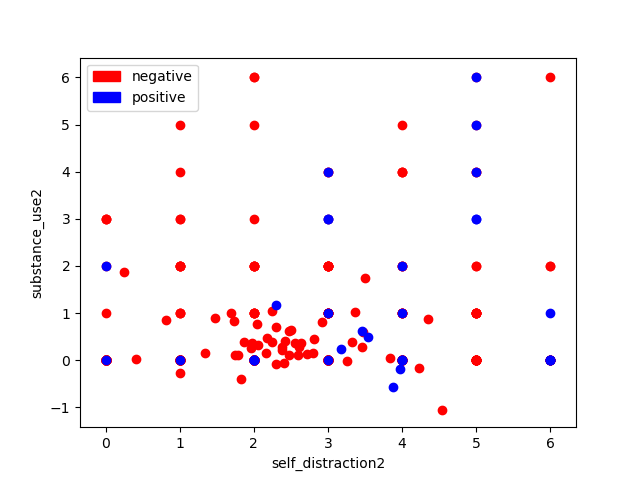 negative
positive
6
5
4
3
2
1
0
−1
substance_use2
0 1 2 3 4 5 6
self_distraction2